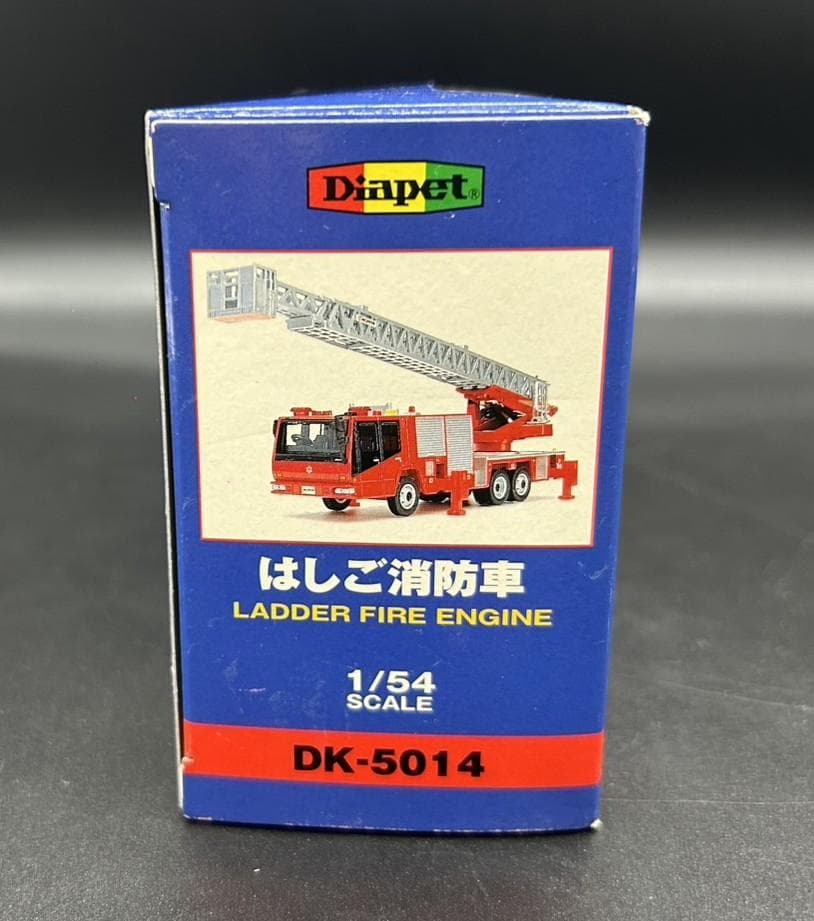 Diapet®
はしご消防車
LADDER FIRE ENGINE
1/54
SCALE
DK-5014